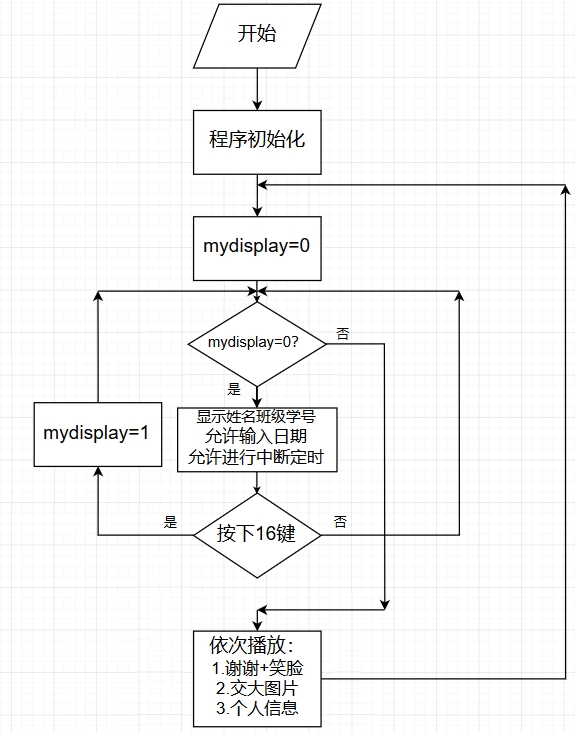 开始
程序初始化
mydisplay=0
mydisplay=0?
否
是
显示姓名班级学号
允许输入日期
允许进行中断定时
mydisplay=1
是
按下16键
否
依次播放：
1.谢谢+笑脸
2.交大图片
3.个人信息